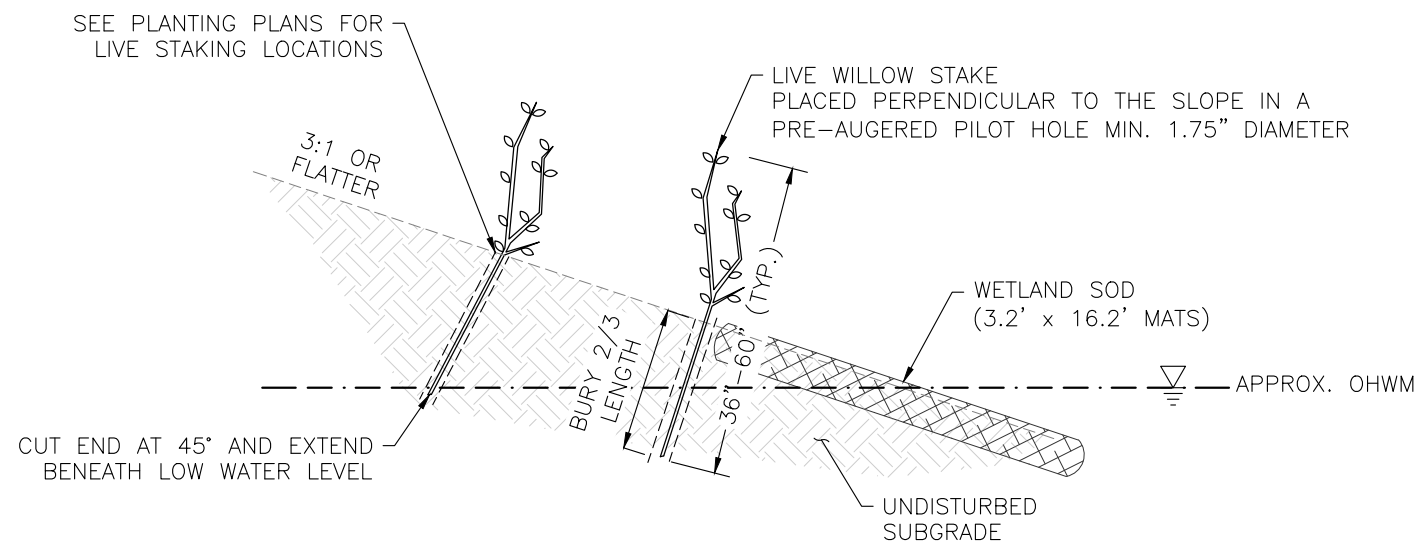 SEE PLANTING PLANS FOR
LIVE STAKING LOCATIONS
LIVE WILLOW STAKE
PLACED PERPENDICULAR TO THE SLOPE IN A
PRE-AUGERED PILOT HOLE MIN. 1.75" DIAMETER
3:1 OR
FLATTER
BURY 2/3
LENGTH
36"-60" (TYP.)
WETLAND SOD
(3.2' x 16.2' MATS)
APPROX. OHWM
CUT END AT 45° AND EXTEND
BENEATH LOW WATER LEVEL
UNDISTURBED
SUBGRADE